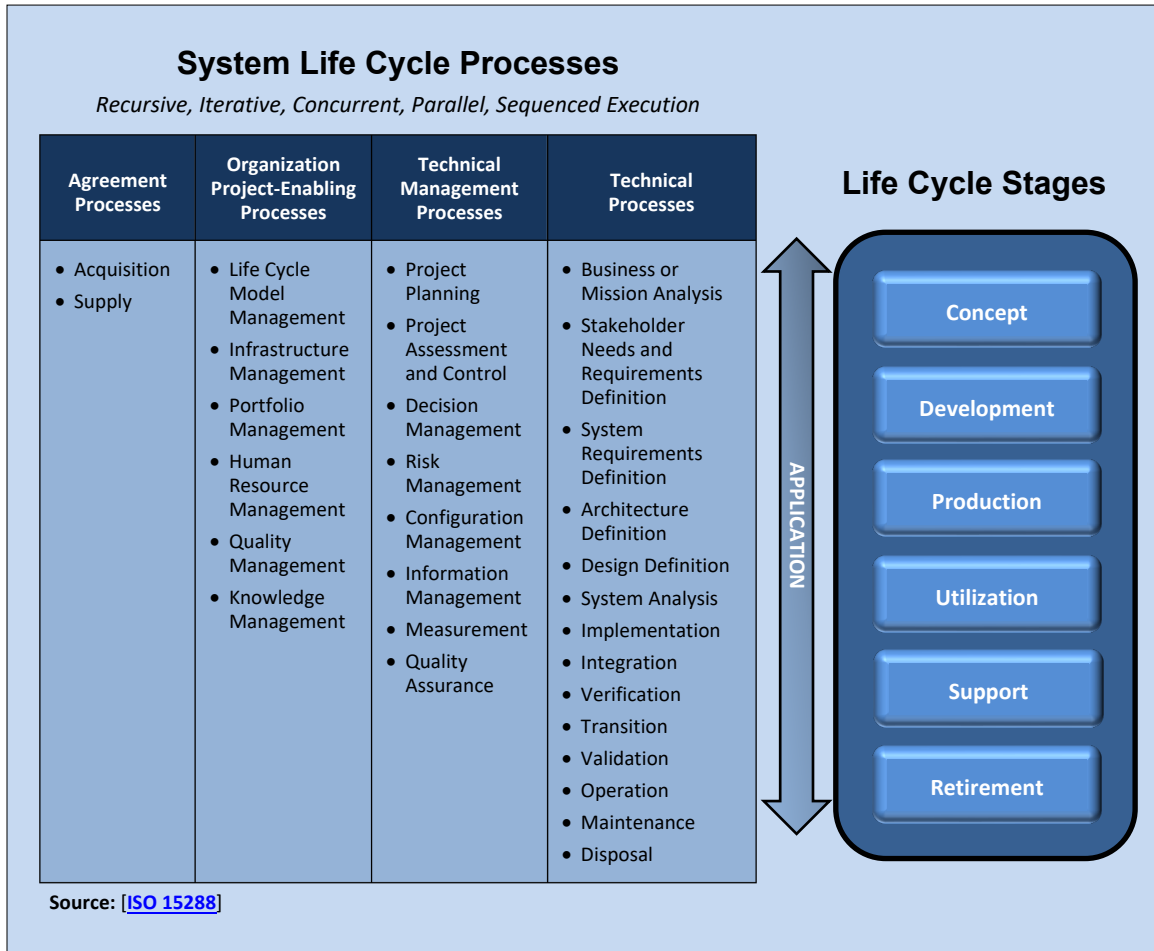 System Life Cycle Processes
Recursive, Iterative, Concurrent, Parallel, Sequenced Execution
Agreement
Processes
Organization
Project-Enabling
Processes
Technical
Management
Processes
Technical
Processes
• Acquisition
• Supply
• Life Cycle
Model
Management
• Infrastructure
Management
• Portfolio
Management
• Human
Resource
Management
• Quality
Management
• Knowledge
Management
• Project
Planning
• Project
Assessment
and Control
• Decision
Management
• Risk
Management
• Configuration
Management
• Information
Management
• Measurement
• Quality
Assurance
• Business or
Mission Analysis
• Stakeholder
Needs and
Requirements
Definition
• System
Requirements
Definition
• Architecture
Definition
• Design Definition
• System Analysis
• Implementation
• Integration
• Verification
• Transition
• Validation
• Operation
• Maintenance
• Disposal
APPLICATION
Life Cycle Stages
Concept
Development
Production
Utilization
Support
Retirement
Source: [ISO 15288]